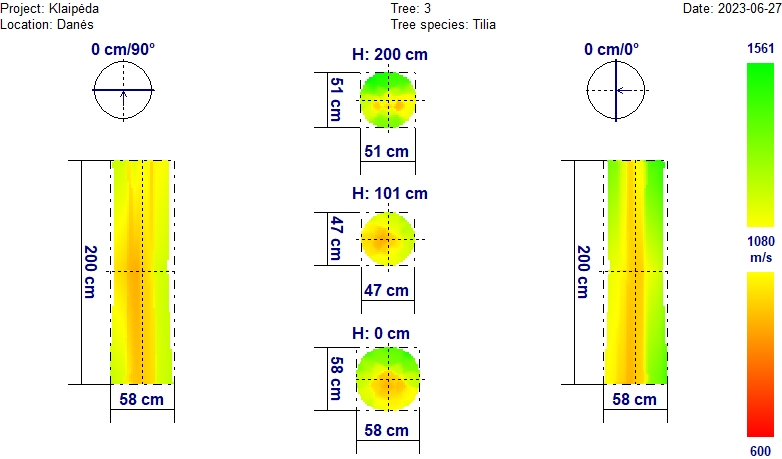 Project: Klaipéda
Tree: 3
Date: 2023-06-27
Location: Danés
Tree species: Tilia
0 cm/90°
H: 200 cm
0 cm/0°
1561
51 cm
51 cm
H: 101 cm
47 cm
47 cm
200 cm
200 cm
1080
m/s
H: 0 cm
58 cm
58 cm
58 cm
58 cm
600